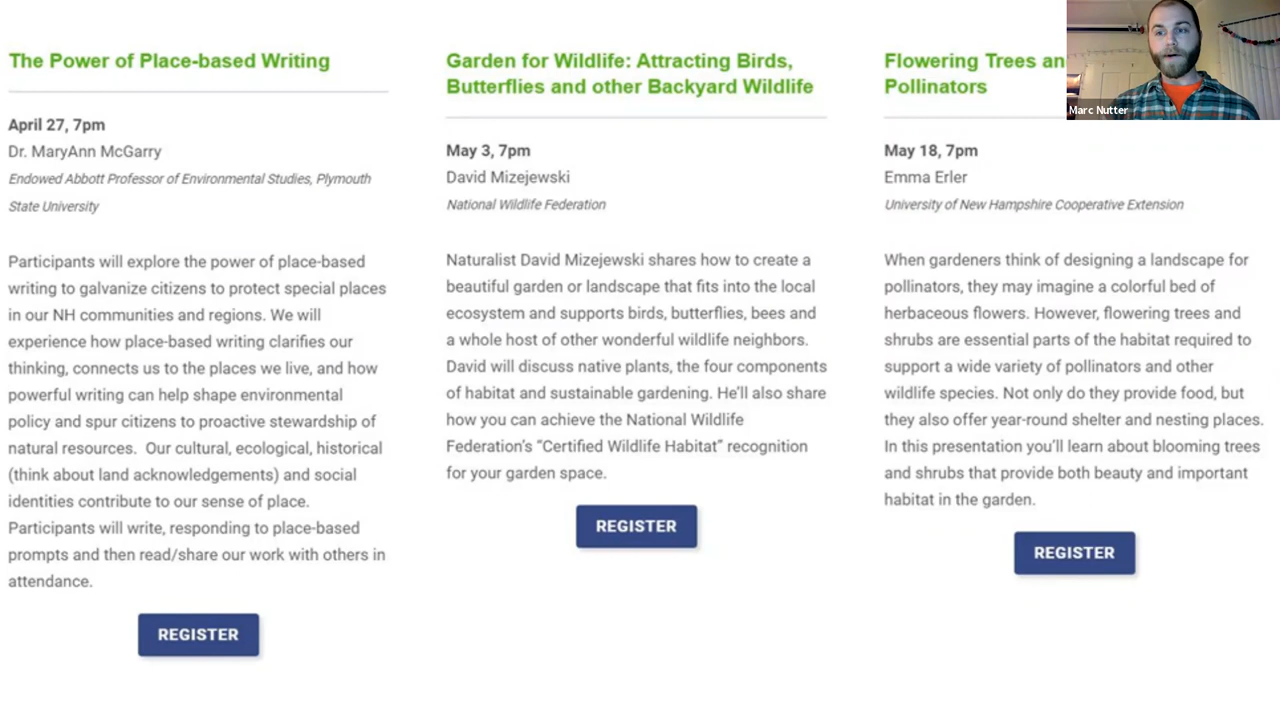 The Power of Place-based Writing
April 27, 7pm
Dr. MaryAnn McGarry
Endowed Abbott Professor of Environmental Studies, Plymouth
State University
Participants will explore the power of place-based
writing to galvanize citizens to protect special places
in our NH communities and regions. We will
experience how place-based writing clarifies our
thinking, connects us to the places we live, and how
powerful writing can help shape environmental
policy and spur citizens to proactive stewardship of
natural resources. Our cultural, ecological, historical
(think about land acknowledgements) and social
identities contribute to our sense of place.
Participants will write, responding to place-based
prompts and then read/share our work with others in
attendance.
REGISTER
Garden for Wildlife: Attracting Birds,
Butterflies and other Backyard Wildlife
May 3, 7pm
David Mizejewski
National Wildlife Federation
Naturalist David Mizejewski shares how to create a
beautiful garden or landscape that fits into the local
ecosystem and supports birds, butterflies, bees and
a whole host of other wonderful wildlife neighbors.
David will discuss native plants, the four components
of habitat and sustainable gardening. He'll also share
how you can achieve the National Wildlife
Federation's “Certified Wildlife Habitat” recognition
for your garden space.
REGISTER
Flowering Trees an
Pollinators
May 18, 7pm
Emma Erler
University of New Hampshire Cooperative Extension
When gardeners think of designing a landscape for
pollinators, they may imagine a colorful bed of
herbaceous flowers. However, flowering trees and
shrubs are essential parts of the habitat required to
support a wide variety of pollinators and other
wildlife species. Not only do they provide food, but
they also offer year-round shelter and nesting places.
In this presentation you'll learn about blooming trees
and shrubs that provide both beauty and important
habitat in the garden.
REGISTER
Marc Nutter